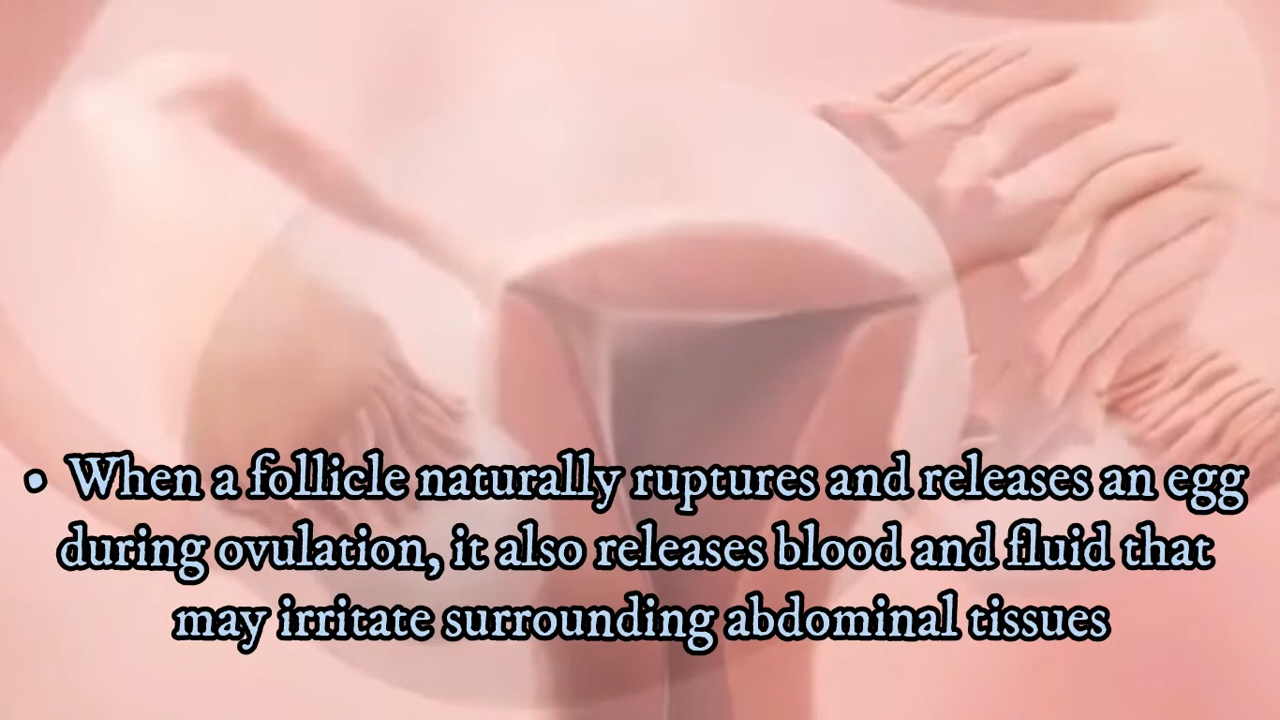 • When a follicle naturally ruptures and releases an egg
during ovulation, it also releases blood and fluid that
may irritate surrounding abdominal tissues